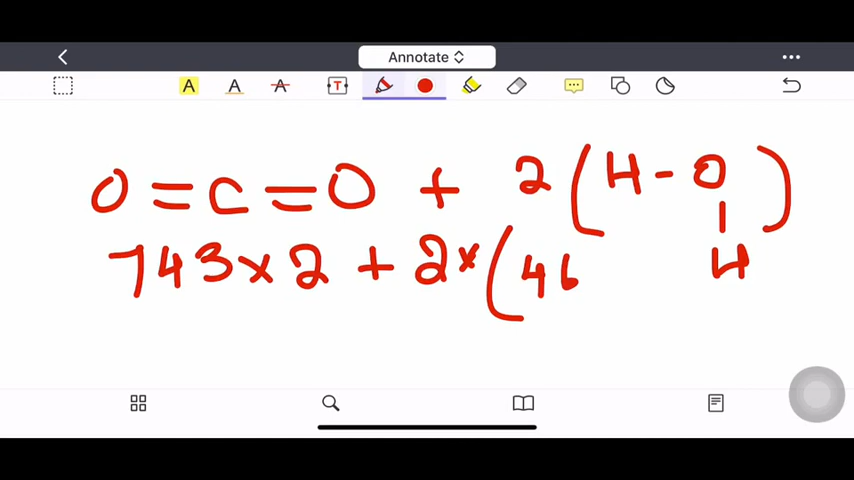 Annotate
A A A T
O = C = O + 2 ( H - O )
|
743 x 2 + 2 x ( 46 H